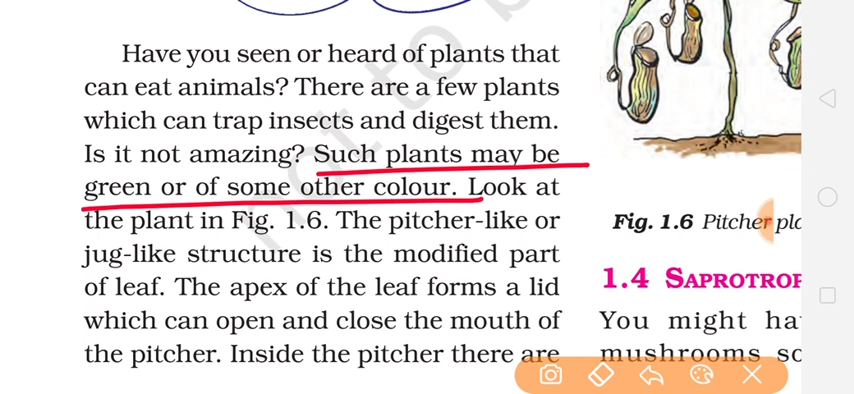 Have you seen or heard of plants that
can eat animals? There are a few plants
which can trap insects and digest them.
Is it not amazing? Such plants may be
green or of some other colour. Look at
the plant in Fig. 1.6. The pitcher-like or
jug-like structure is the modified part
of leaf. The apex of the leaf forms a lid
which can open and close the mouth of
the pitcher. Inside the pitcher there are
not to b
Fig. 1.6 Pitcher
1.4 SAPROTROP
You might ha
mushrooms so